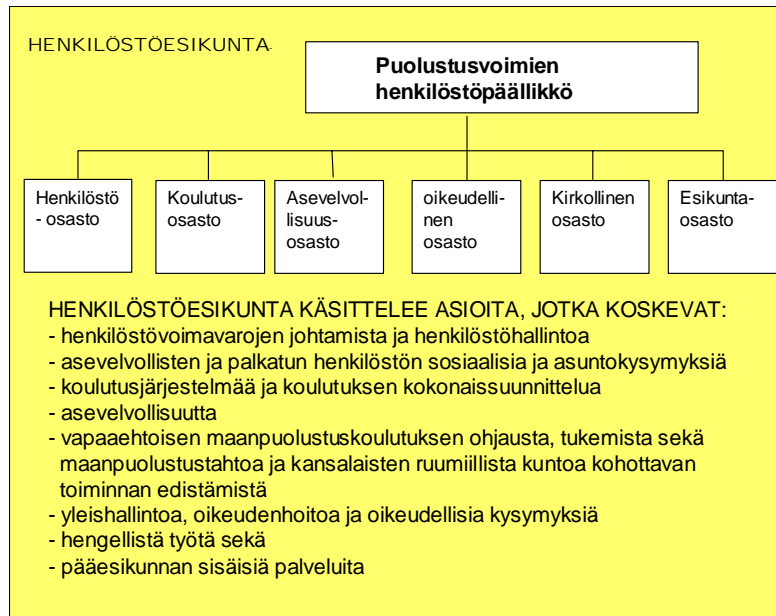 HENKILÖSTÖESIKUNTA
Puolustusvoimien
henkilöstöpäällikkö
Henkilöstö
- osasto
Koulutus-
osasto
Asevelvol-
lisuus-
osasto
oikeudelli-
nen
osasto
Kirkollinen
osasto
Esikunta-
osasto
HENKILÖSTÖESIKUNTA KÄSITTELEE ASIOITA, JOTKA KOSKEVAT:
- henkilöstövoimavarojen johtamista ja henkilöstöhallintoa
- asevelvollisten ja palkatun henkilöstön sosiaalisia ja asuntokysymyksiä
- koulutusjärjestelmää ja koulutuksen kokonaissuunnittelua
- asevelvollisuutta
- vapaaehtoisen maanpuolustuskoulutuksen ohjausta, tukemista sekä
maanpuolustustahtoa ja kansalaisten ruumiillista kuntoa kohottavan
toiminnan edistämistä
- yleishallintoa, oikeudenhoitoa ja oikeudellisia kysymyksiä
- hengellistä työtä sekä
- pääesikunnan sisäisiä palveluita